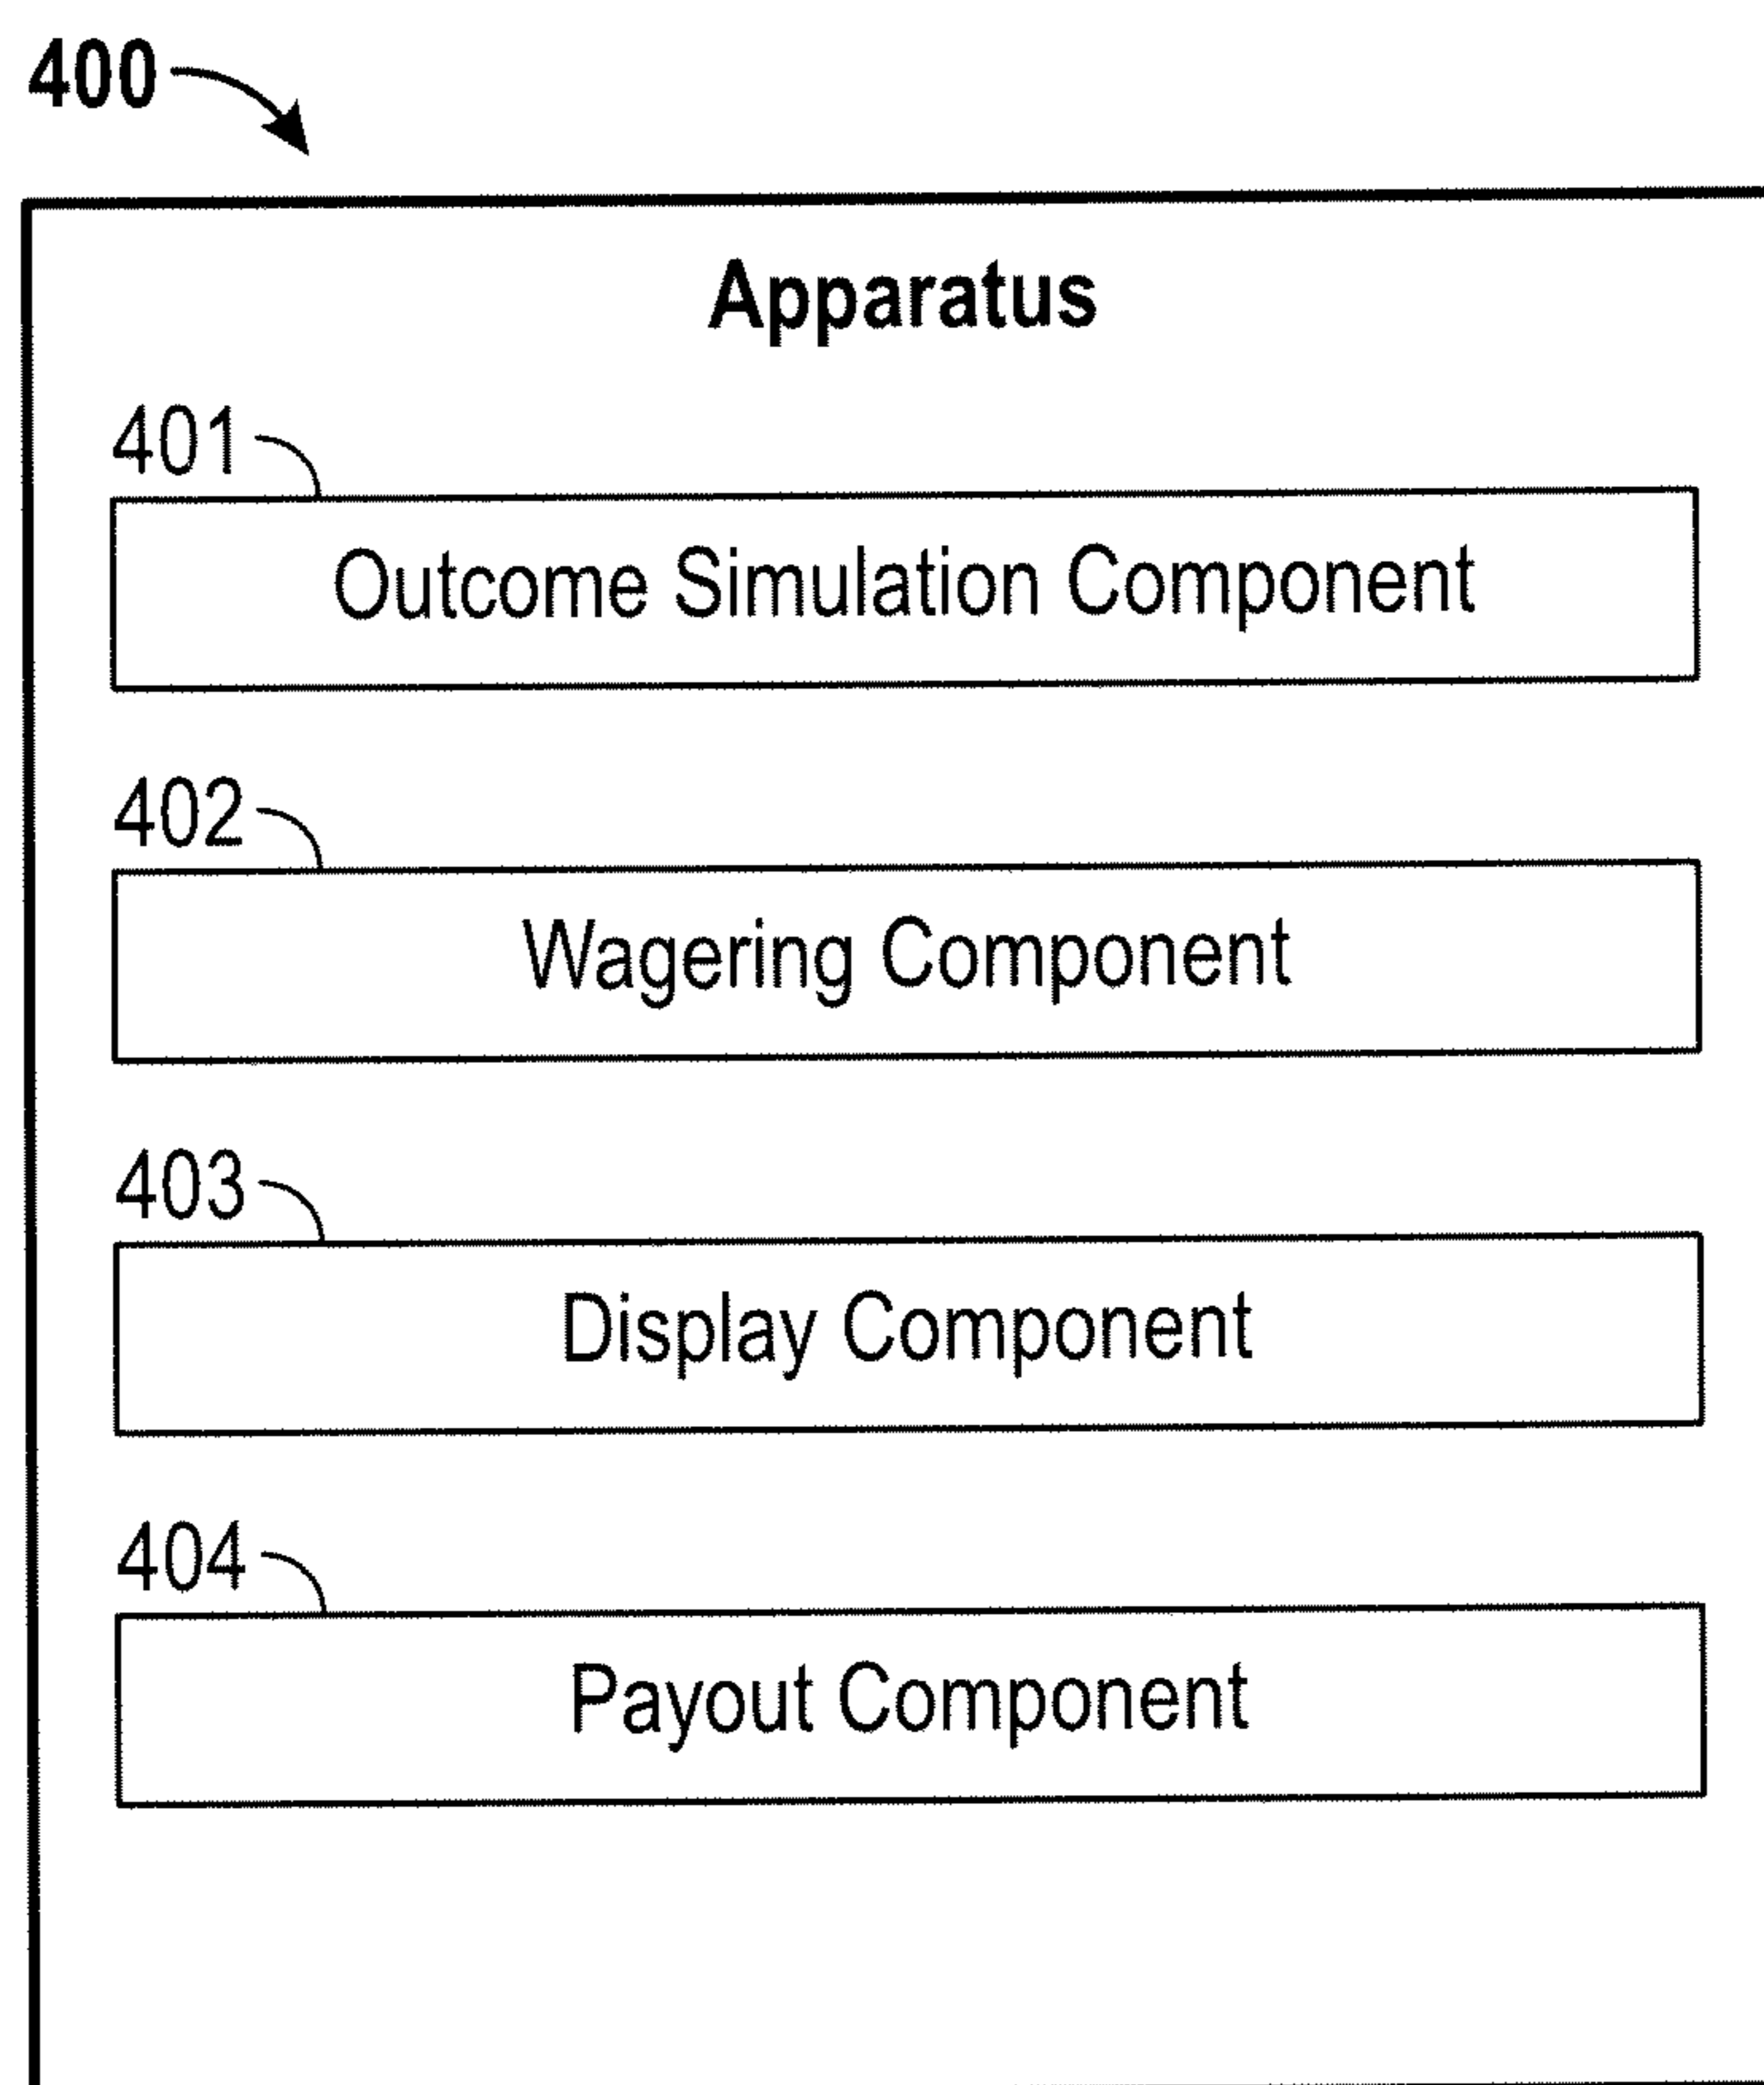 400
Apparatus
401
Outcome Simulation Component
402
Wagering Component
403
Display Component
404
Payout Component